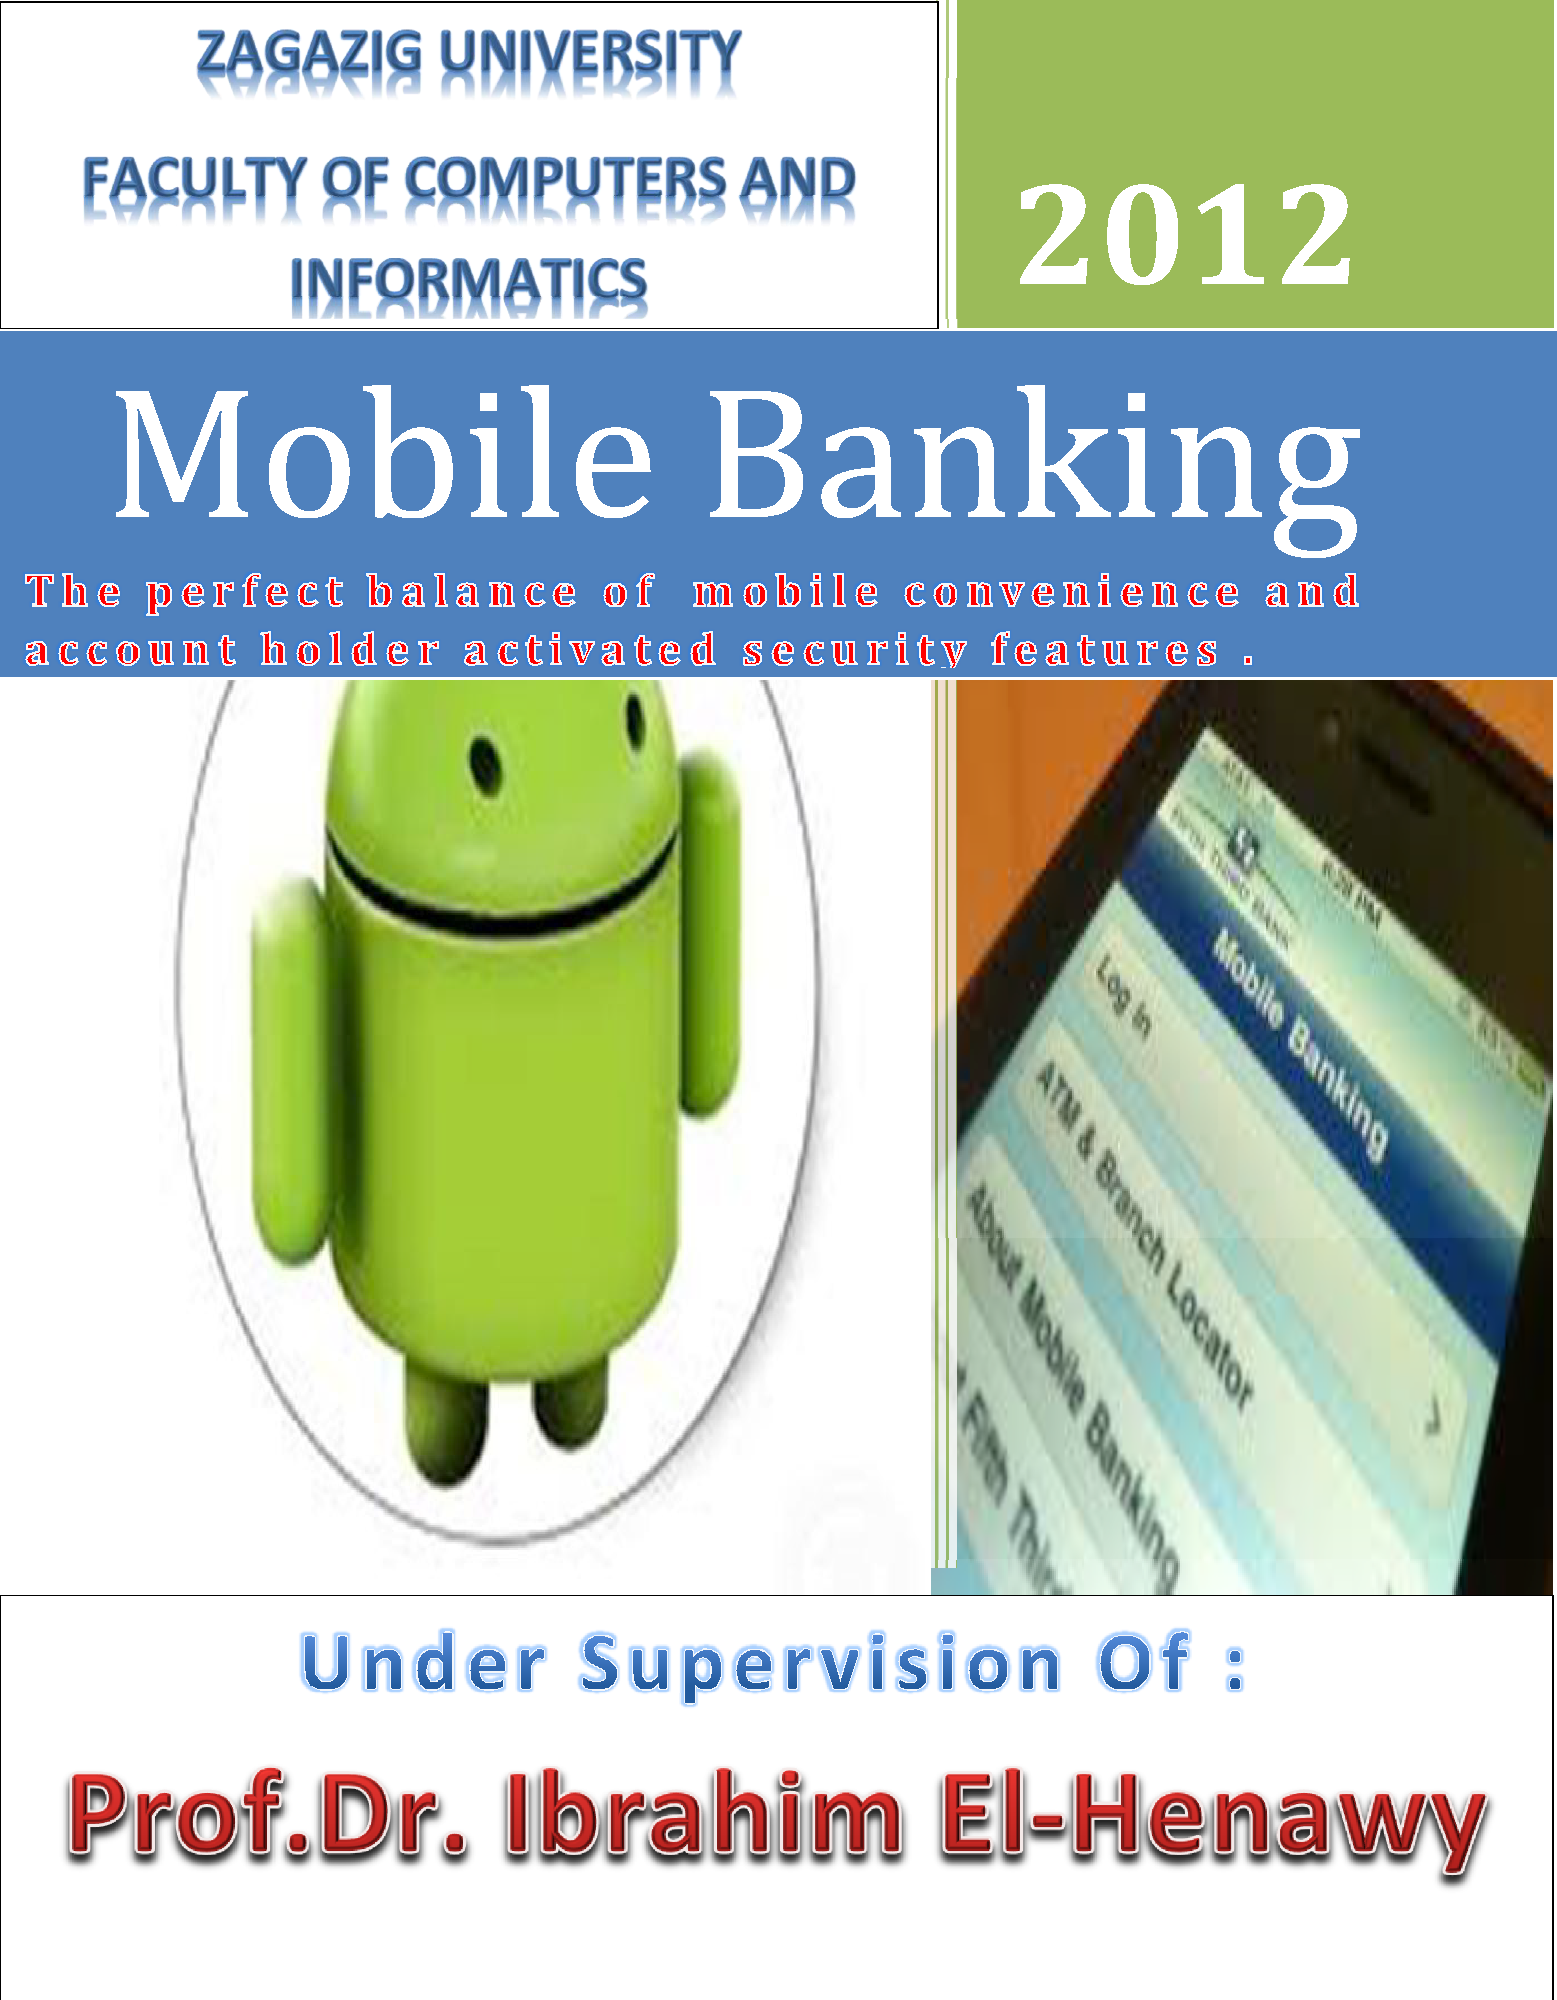 ZAGAZIG UNIVERSITY
FACULTY OF COMPUTERS AND
INFORMATICS
2012
Mobile Banking
The perfect balance of mobile convenience and
account holder activated security features .
Mobile Banking
Log in
ATM & Branch Locator
About Mobile Banking
Fifth Third
Under Supervision Of :
Prof.Dr. Ibrahim El-Henawy